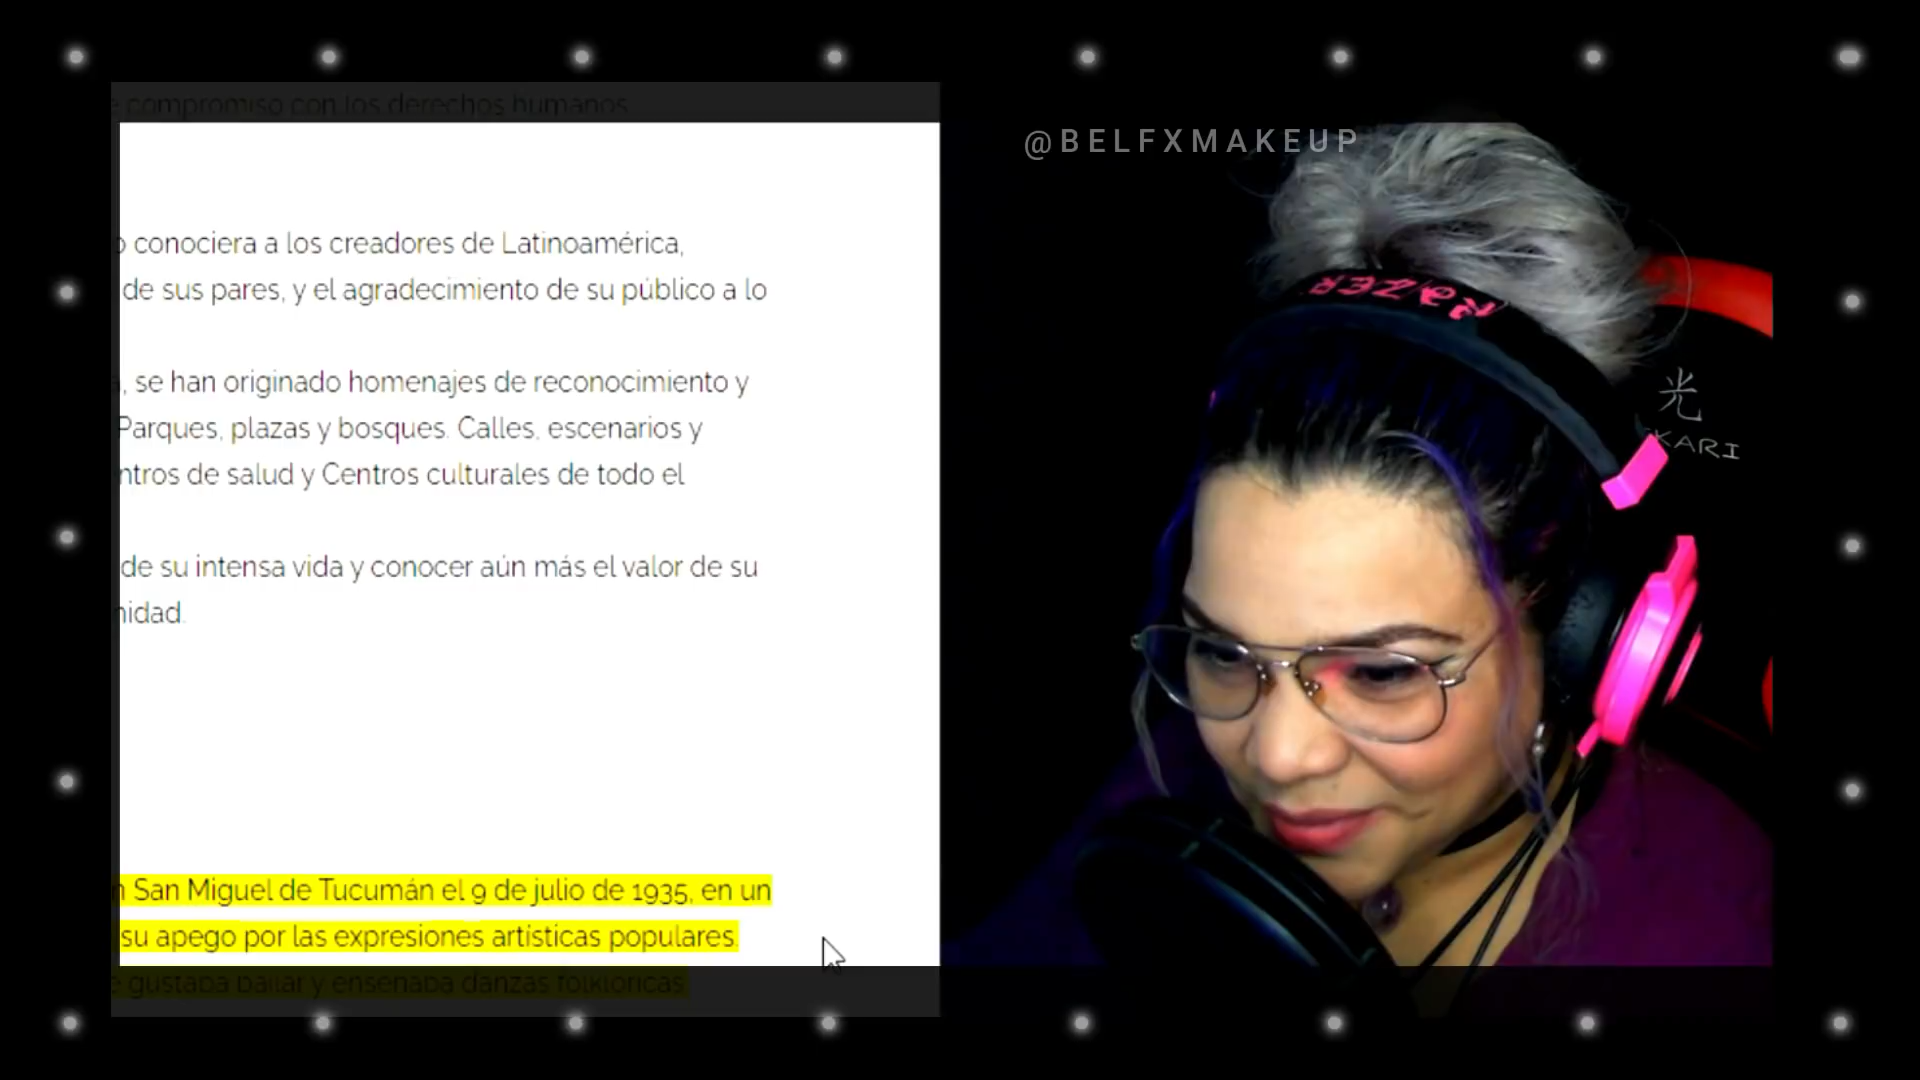 compromiso con los derechos humanos.
conociera a los creadores de Latinoamérica,
de sus pares, y el agradecimiento de su público a lo
, se han originado homenajes de reconocimiento y
Parques, plazas y bosques. Calles, escenarios y
ntros de salud y Centros culturales de todo el
de su intensa vida y conocer aún más el valor de su
nidad.
San Miguel de Tucumán el 9 de julio de 1935, en un
su apego por las expresiones artísticas populares.
gustaba bailar y enseñaba danzas folklóricas
@BELFXMAKEUP
RAZER
光
KARI